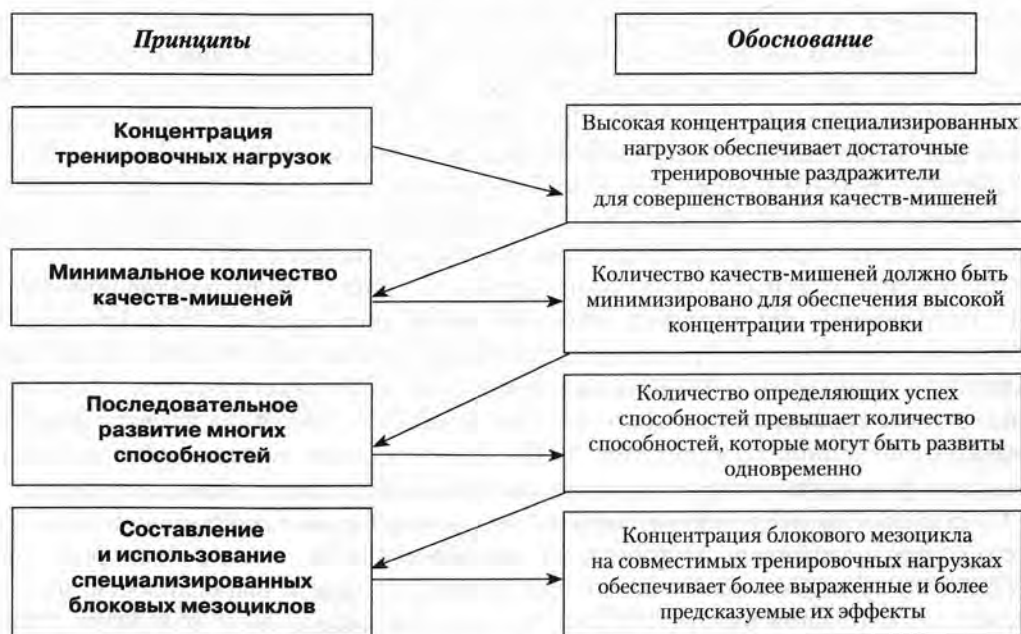 Принципы
Обоснование
Концентрация
тренировочных нагрузок
Высокая концентрация специализированных
нагрузок обеспечивает достаточные
тренировочные раздражители
для совершенствования качеств-мишеней
Минимальное количество
качеств-мишеней
Количество качеств-мишеней должно быть
минимизировано для обеспечения высокой
концентрации тренировки
Последовательное
развитие многих
способностей
Количество определяющих успех
способностей превышает количество
способностей, которые могут быть развиты
одновременно
Составление
и использование
специализированных
блоковых мезоциклов
Концентрация блокового мезоцикла
на совместимых тренировочных нагрузках
обеспечивает более выраженные и более
предсказуемые их эффекты